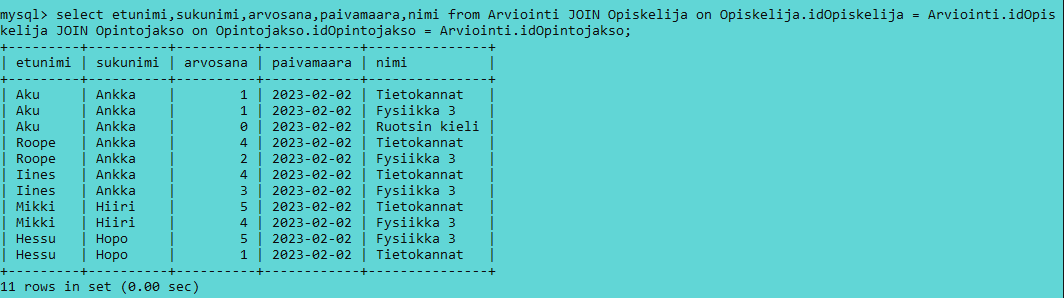 mysql> select etunimi,sukunimi,arvosana,paivamaara,nimi from Arviointi JOIN Opiskelija on Opiskelija.idOpiskelija = Arviointi.idOpis
kelija JOIN Opintojakso on Opintojakso.idOpintojakso = Arviointi.idOpintojakso;
+---------+----------+----------+------------+---------------+
| etunimi | sukunimi | arvosana | paivamaara | nimi          |
+---------+----------+----------+------------+---------------+
| Aku     | Ankka    |        1 | 2023-02-02 | Tietokannat   |
| Aku     | Ankka    |        1 | 2023-02-02 | Fysiikka 3    |
| Aku     | Ankka    |        0 | 2023-02-02 | Ruotsin kieli |
| Roope   | Ankka    |        4 | 2023-02-02 | Tietokannat   |
| Roope   | Ankka    |        2 | 2023-02-02 | Fysiikka 3    |
| Iines   | Ankka    |        4 | 2023-02-02 | Tietokannat   |
| Iines   | Ankka    |        3 | 2023-02-02 | Fysiikka 3    |
| Mikki   | Hiiri    |        5 | 2023-02-02 | Tietokannat   |
| Mikki   | Hiiri    |        4 | 2023-02-02 | Fysiikka 3    |
| Hessu   | Hopo     |        5 | 2023-02-02 | Fysiikka 3    |
| Hessu   | Hopo     |        1 | 2023-02-02 | Tietokannat   |
+---------+----------+----------+------------+---------------+
11 rows in set (0.00 sec)